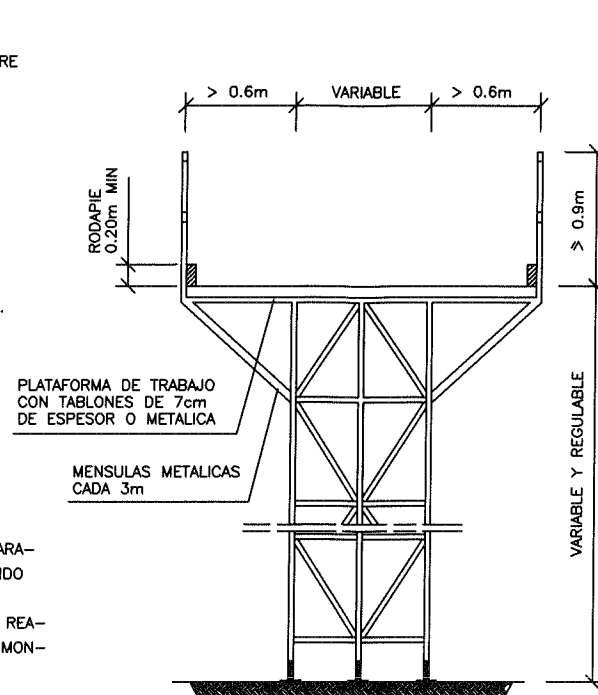 RE
> 0.6m
VARIABLE
> 0.6m
RODAPIE
0.20m MIN
⩾ 0.9m
PLATAFORMA DE TRABAJO
CON TABLONES DE 7cm
DE ESPESOR O METALICA
MENSULAS METALICAS
CADA 3m
VARIABLE Y REGULABLE
ARA-
IDO
REA-
MON-